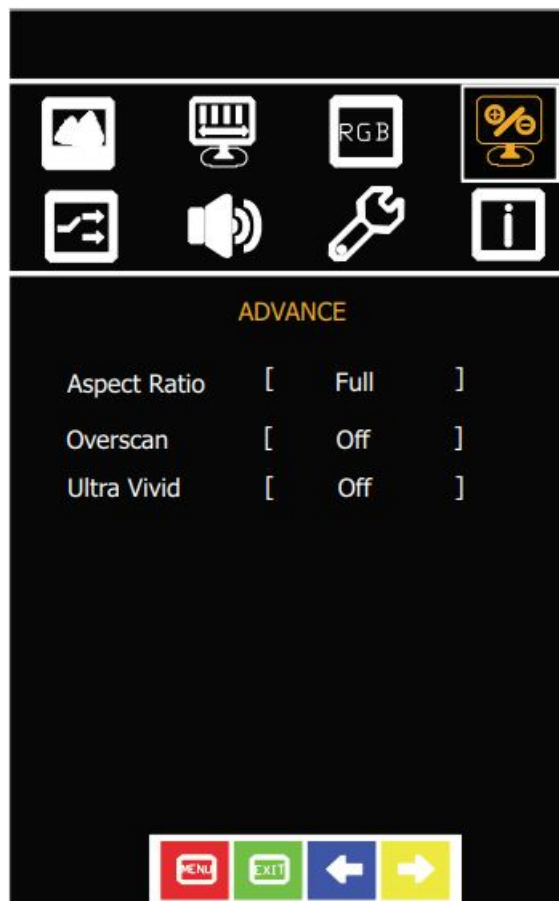 RGB
i
ADVANCE
Aspect Ratio [ Full ]
Overscan [ Off ]
Ultra Vivid [ Off ]
MENU EXIT